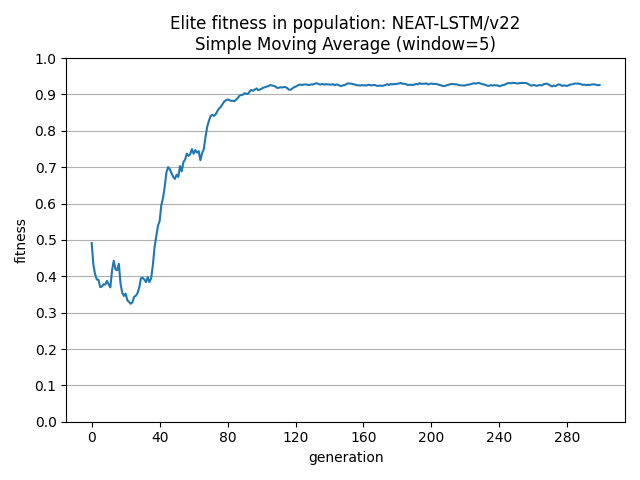 Elite fitness in population: NEAT-LSTM/v22
Simple Moving Average (window=5)
1.0
0.9
0.8
0.7
0.6
0.5
0.4
0.3
0.2
0.1
0.0
fitness
0 40 80 120 160 200 240 280
generation